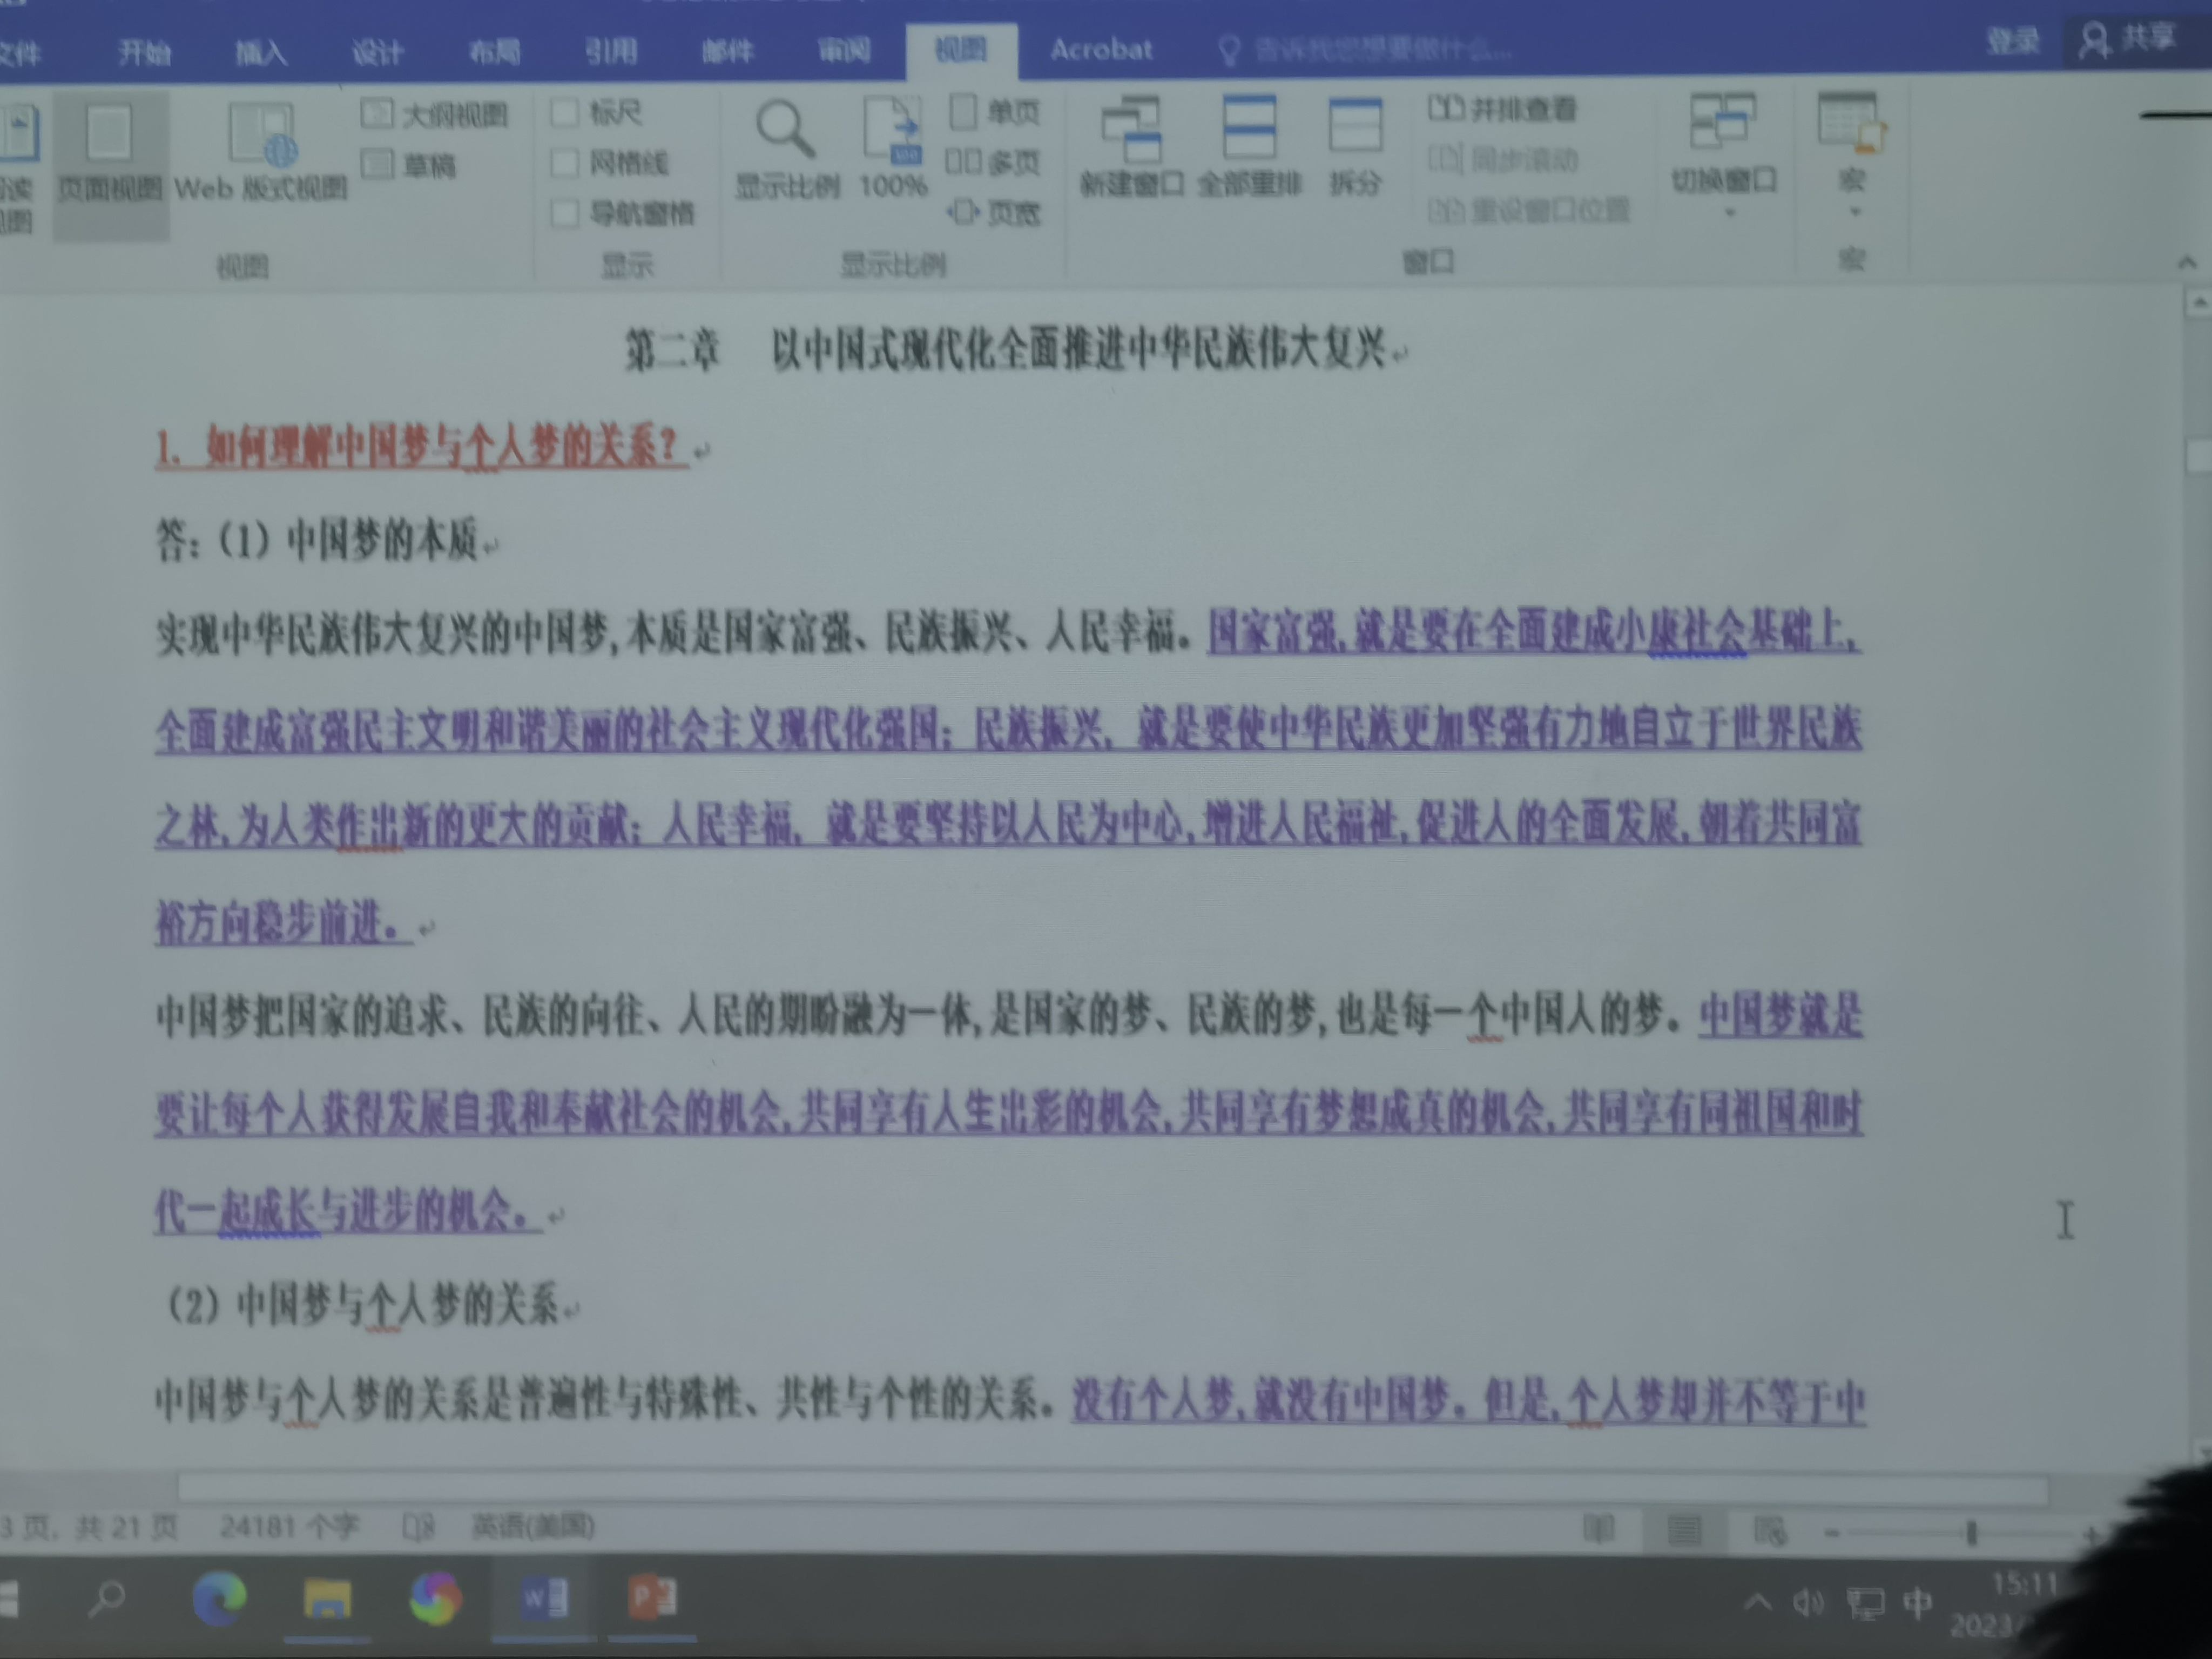 文件 开始 插入 设计 布局 引用 邮件 审阅 视图 Acrobat 告诉我您想要做什么... 登录 共享
大纲视图 标尺 单页 并排查看
草稿 网格线 多页 同步滚动
页面视图 Web 版式视图 导航窗格 显示比例 100% 页宽 新建窗口 全部重排 拆分 重设窗口位置 切换窗口 宏
视图
视图 显示 显示比例 窗口 宏
第二章 以中国式现代化全面推进中华民族伟大复兴
1. 如何理解中国梦与个人梦的关系？
答：（1）中国梦的本质
实现中华民族伟大复兴的中国梦,本质是国家富强、民族振兴、人民幸福。国家富强,就是要在全面建成小康社会基础上,
全面建成富强民主文明和谐美丽的社会主义现代化强国；民族振兴，就是要使中华民族更加坚强有力地自立于世界民族
之林,为人类作出新的更大的贡献；人民幸福，就是要坚持以人民为中心,增进人民福祉,促进人的全面发展,朝着共同富
裕方向稳步前进。
中国梦把国家的追求、民族的向往、人民的期盼融为一体,是国家的梦、民族的梦,也是每一个中国人的梦。中国梦就是
要让每个人获得发展自我和奉献社会的机会,共同享有人生出彩的机会,共同享有梦想成真的机会,共同享有同祖国和时
代一起成长与进步的机会。
（2）中国梦与个人梦的关系
中国梦与个人梦的关系是普遍性与特殊性、共性与个性的关系。没有个人梦,就没有中国梦。但是,个人梦却并不等于中
3 页，共 21 页 24181 个字 英语(美国)
中 15:11
2023/